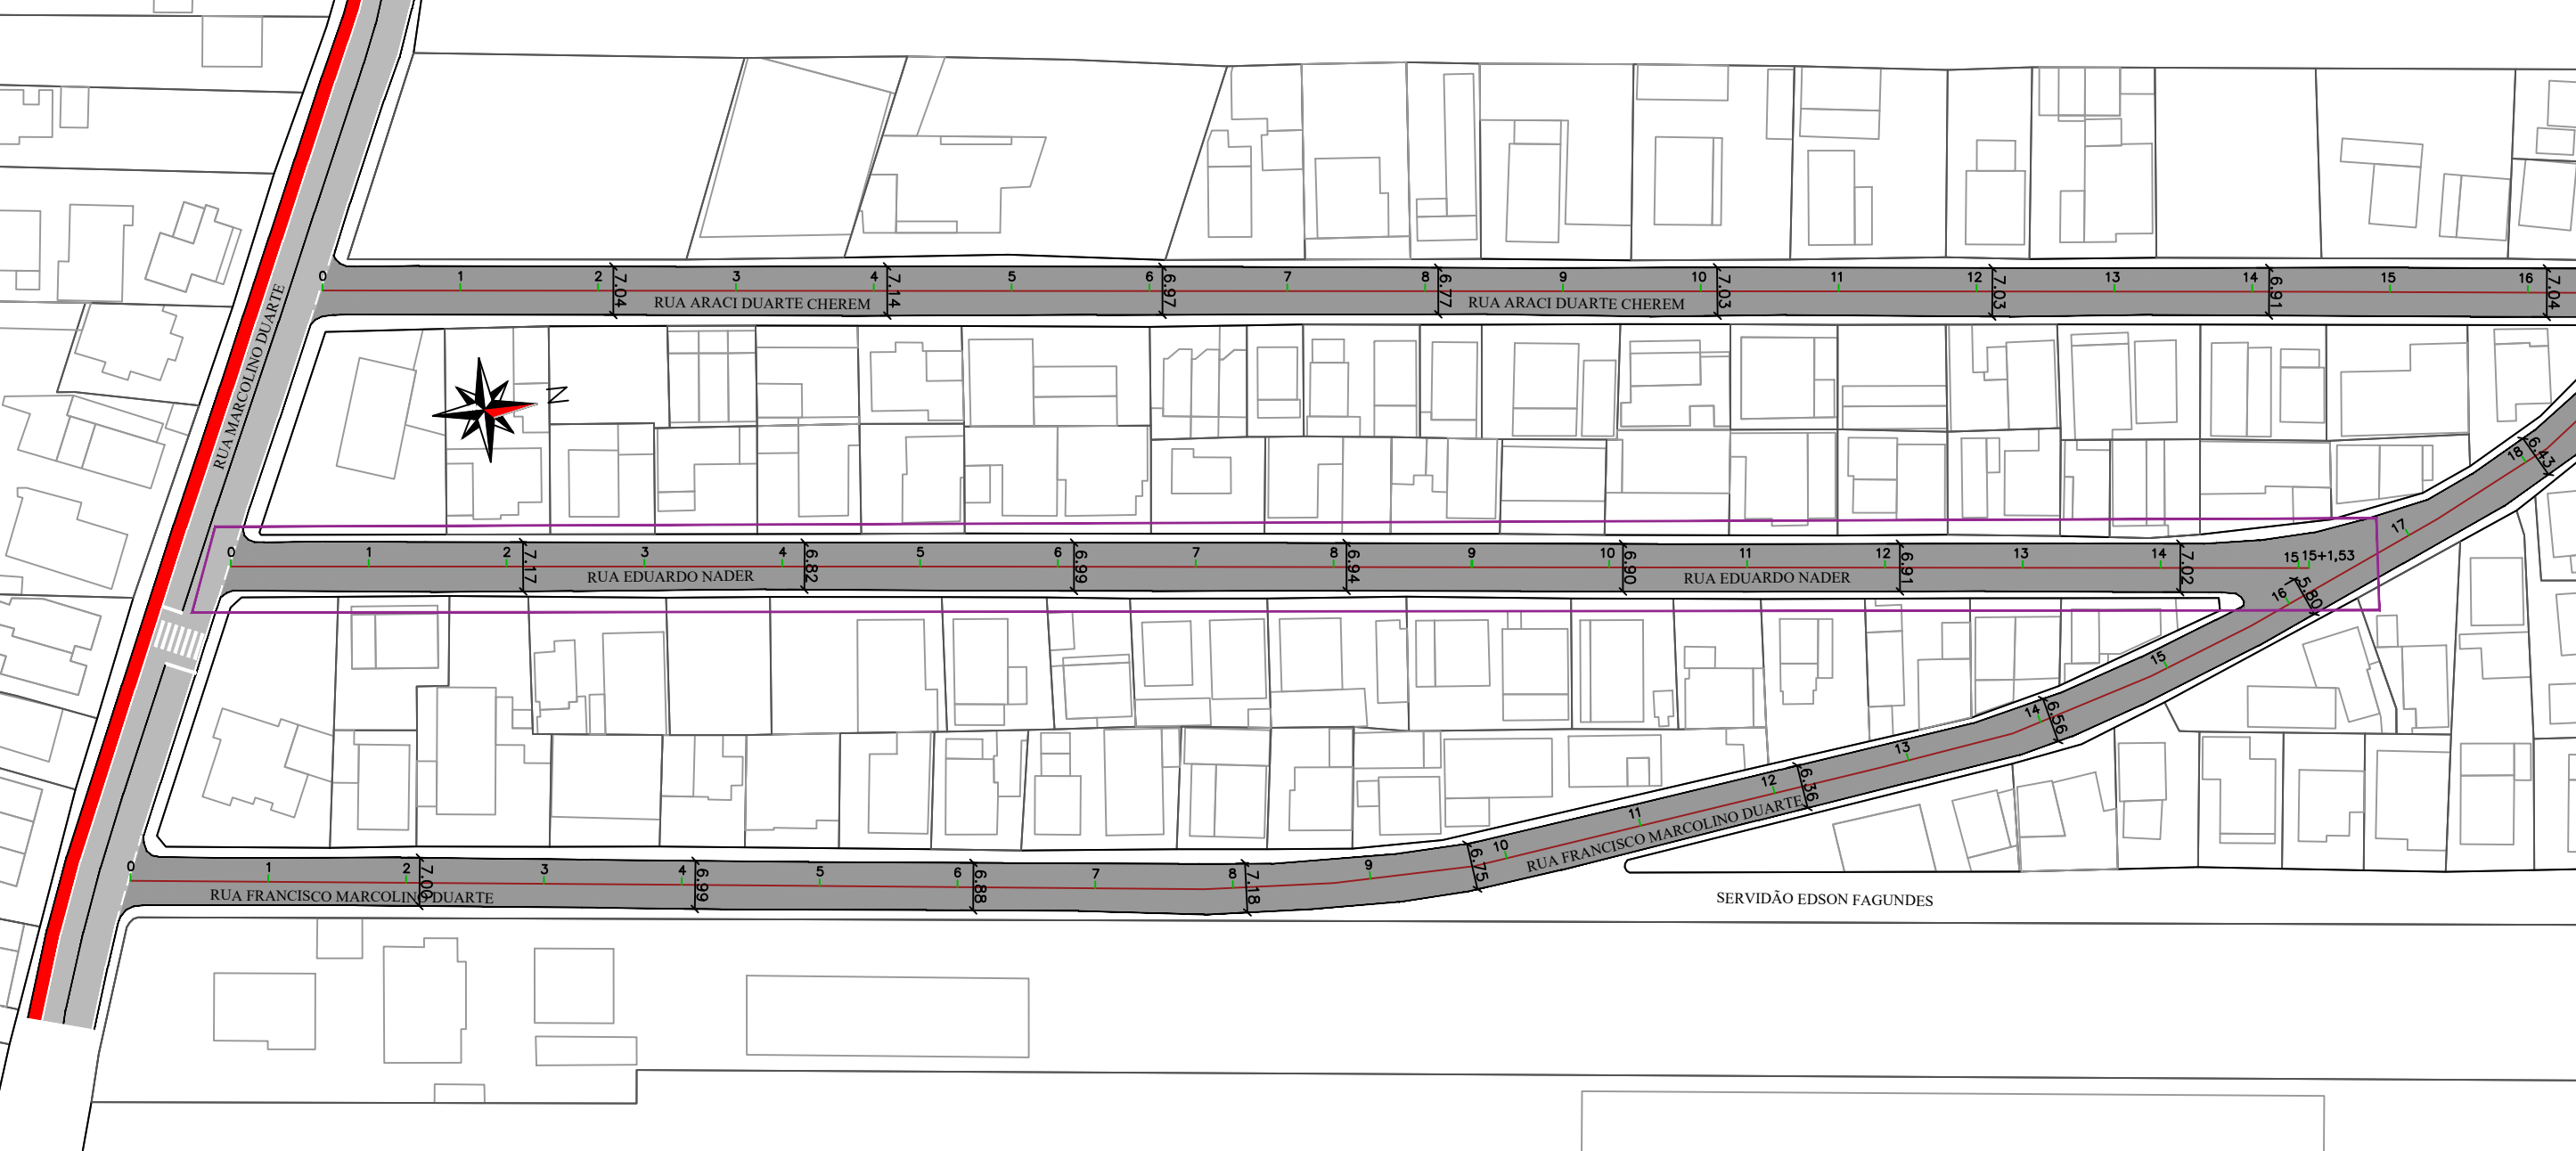 RUA MARCOLINO DUARTE
0 1 2 7.04 3 4 7.14 5 6 6.97 7 8 6.77 9 10 7.03 11 12 7.03 13 14 6.91 15 16 7.04
RUA ARACI DUARTE CHEREM RUA ARACI DUARTE CHEREM
N
0 1 2 7.17 3 4 6.82 5 6 6.99 7 8 6.94 9 10 6.90 11 12 6.91 13 14 7.02 15 15+1,53
RUA EDUARDO NADER RUA EDUARDO NADER
0 1 2 7.00 3 4 6.99 5 6 6.88 7 8 7.18 9 6.75 10 11 12 6.36 13 14 6.56 15 16 5.80 17 18 6.43
RUA FRANCISCO MARCOLINO DUARTE RUA FRANCISCO MARCOLINO DUARTE
SERVIDÃO EDSON FAGUNDES